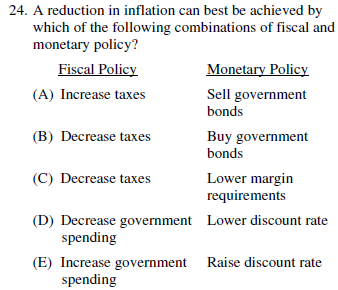 24. A reduction in inflation can best be achieved by
which of the following combinations of fiscal and
monetary policy?
Fiscal Policy Monetary Policy
(A) Increase taxes Sell government
bonds
(B) Decrease taxes Buy government
bonds
(C) Decrease taxes Lower margin
requirements
(D) Decrease government Lower discount rate
spending
(E) Increase government Raise discount rate
spending